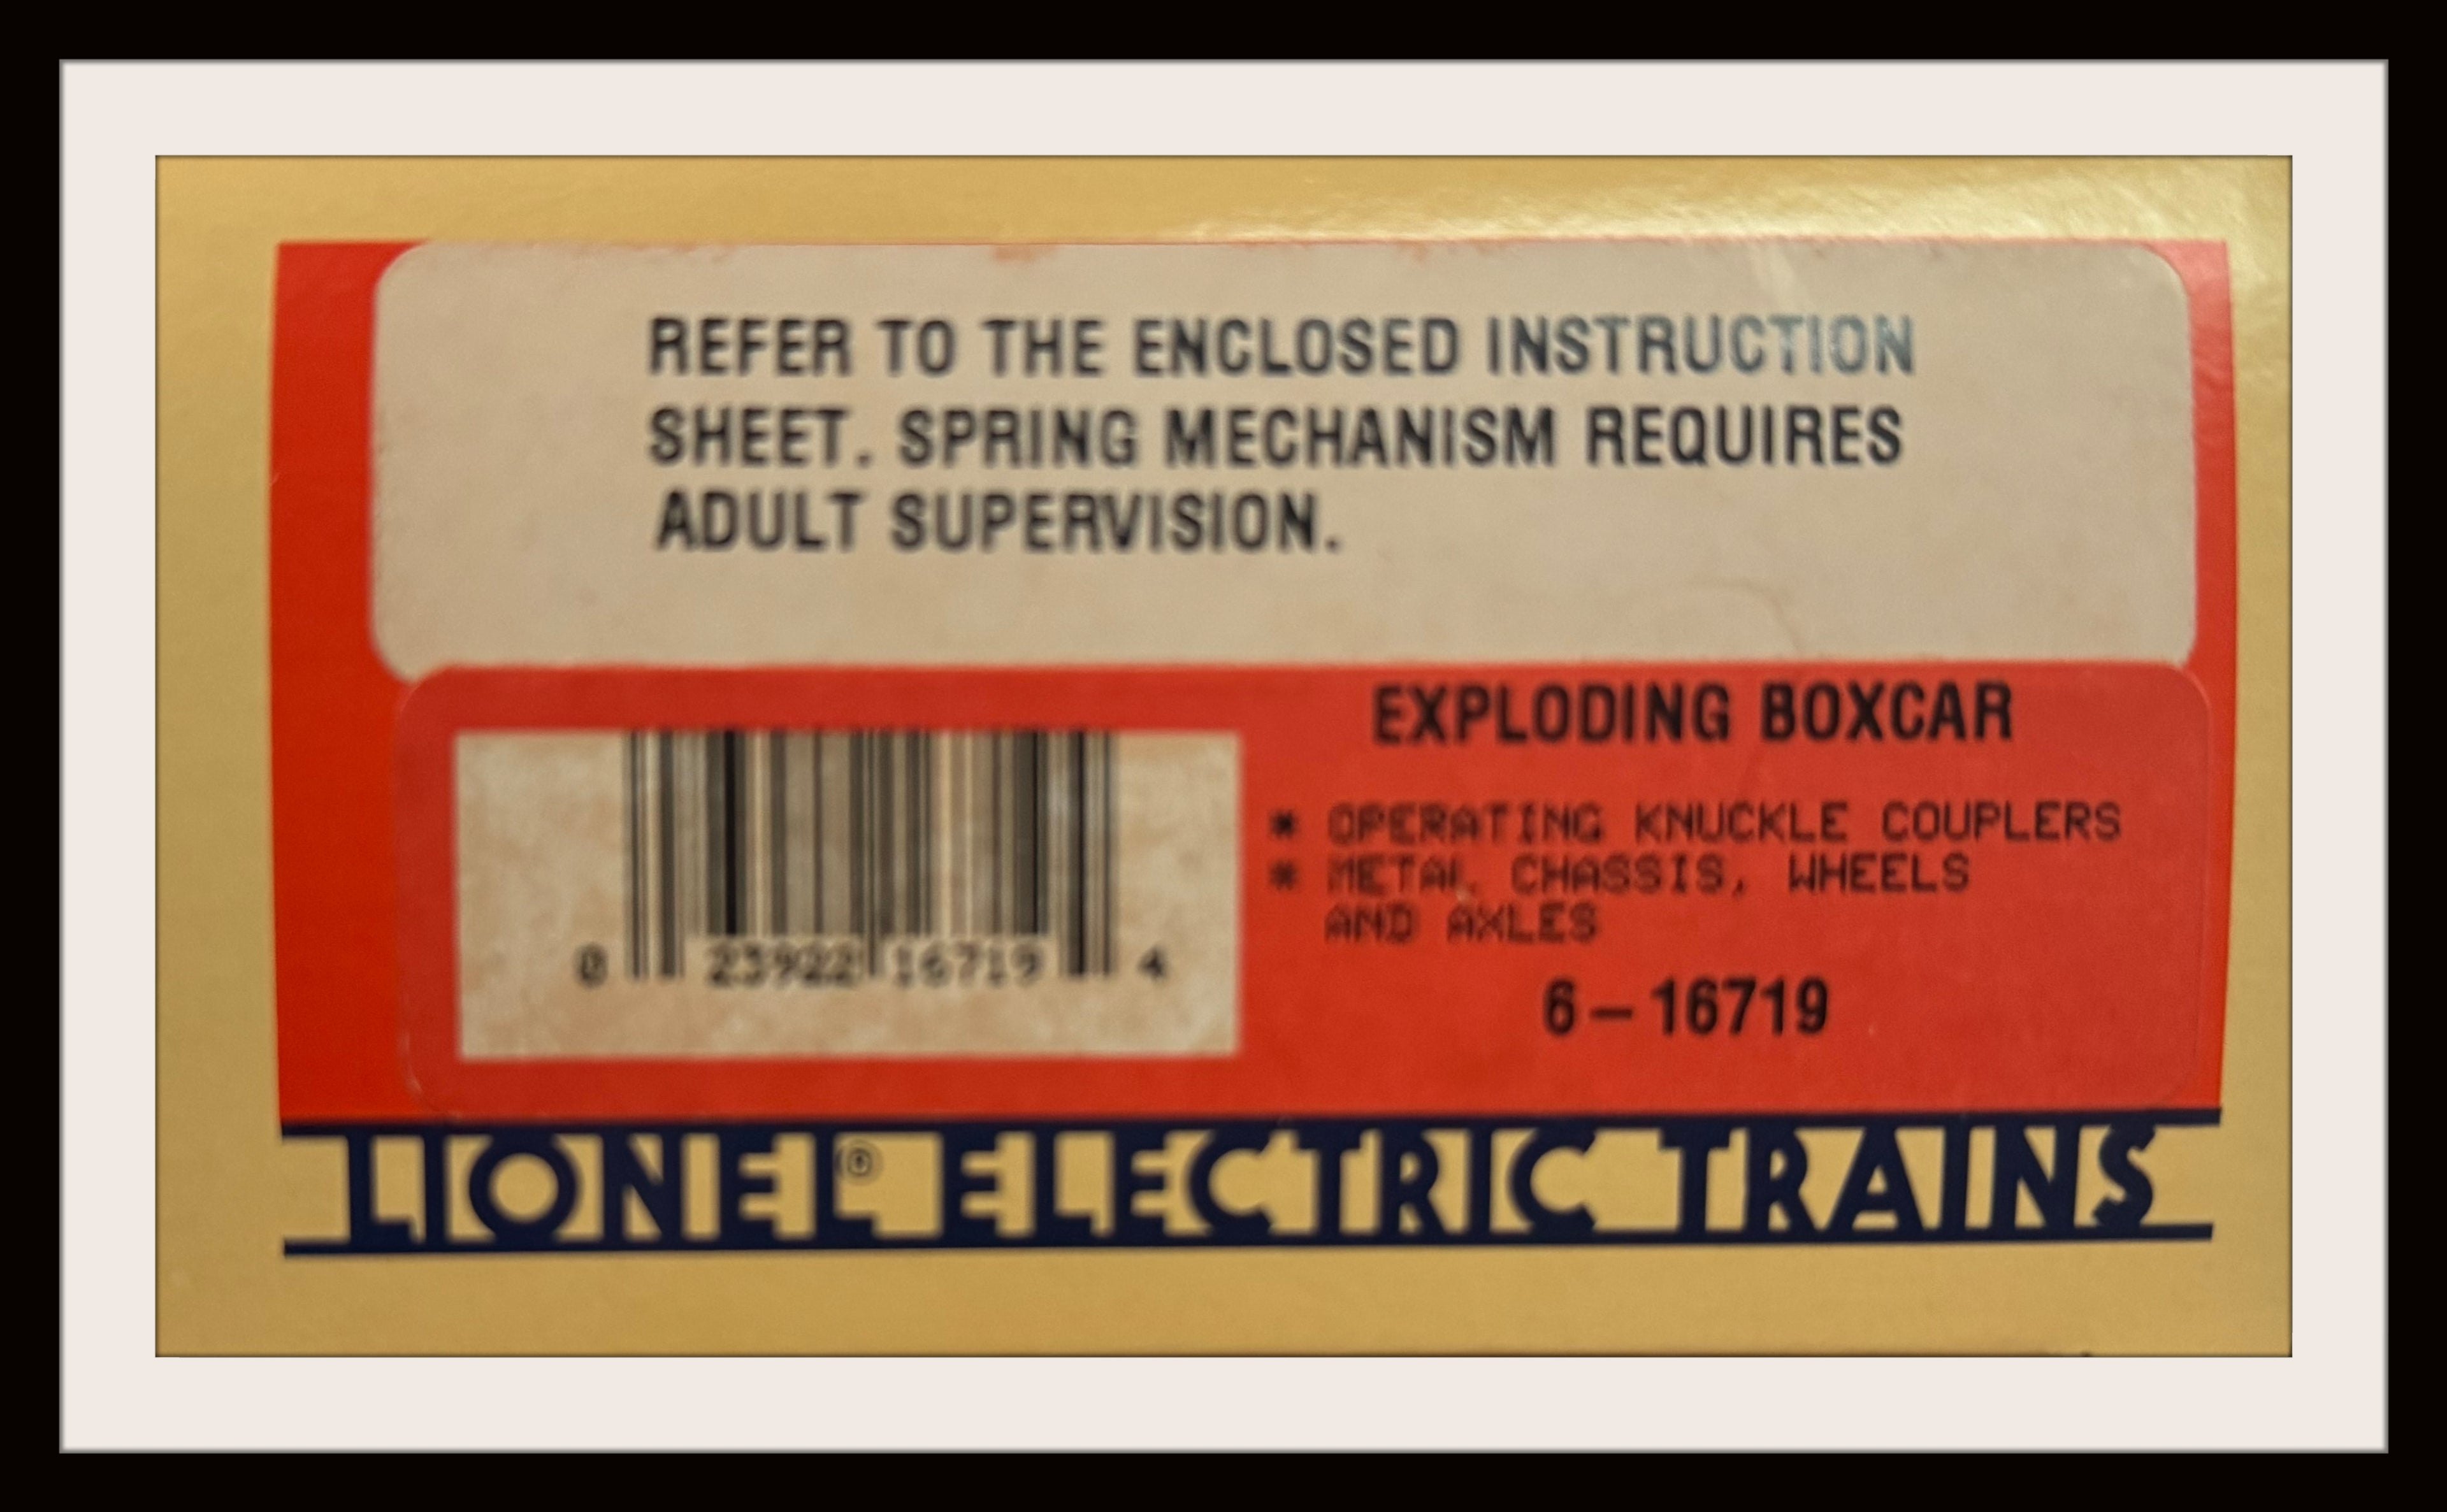 REFER TO THE ENCLOSED INSTRUCTION
SHEET. SPRING MECHANISM REQUIRES
ADULT SUPERVISION.
EXPLODING BOXCAR
* OPERATING KNUCKLE COUPLERS
* METAL CHASSIS, WHEELS
AND AXLES
6-16719
0 23922 16719 4
LIONEL® ELECTRIC TRAINS